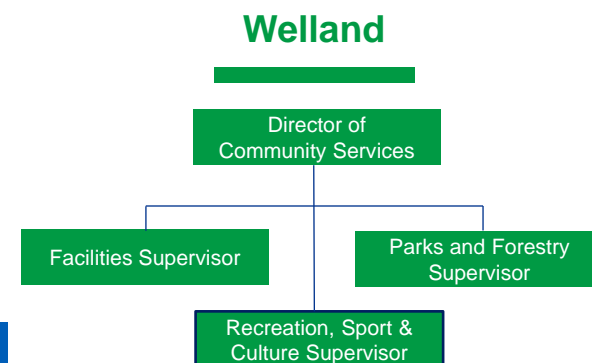 Welland
Director of
Community Services
Facilities Supervisor
Parks and Forestry
Supervisor
Recreation, Sport &
Culture Supervisor